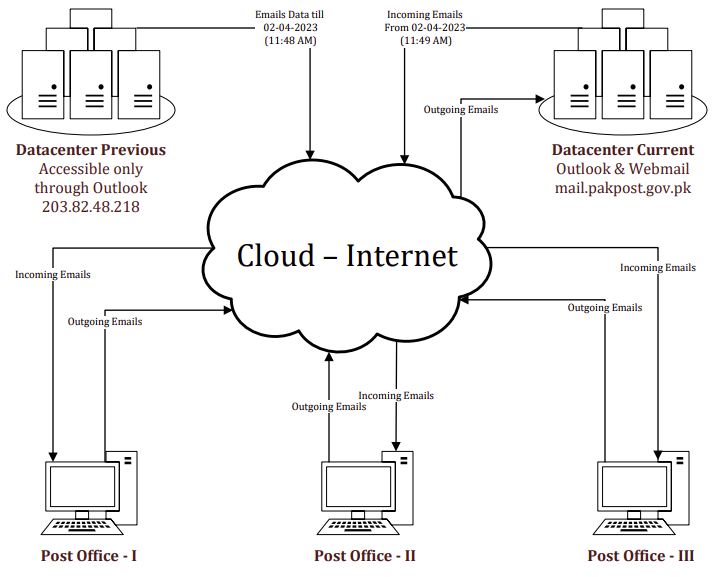 Emails Data till
02-04-2023
(11:48 AM)
Incoming Emails
From 02-04-2023
(11:49 AM)
Outgoing Emails
Datacenter Previous
Accessible only
through Outlook
203.82.48.218
Datacenter Current
Outlook & Webmail
mail.pakpost.gov.pk
Cloud – Internet
Incoming Emails
Incoming Emails
Outgoing Emails
Outgoing Emails
Incoming Emails
Outgoing Emails
Post Office - I
Post Office - II
Post Office - III